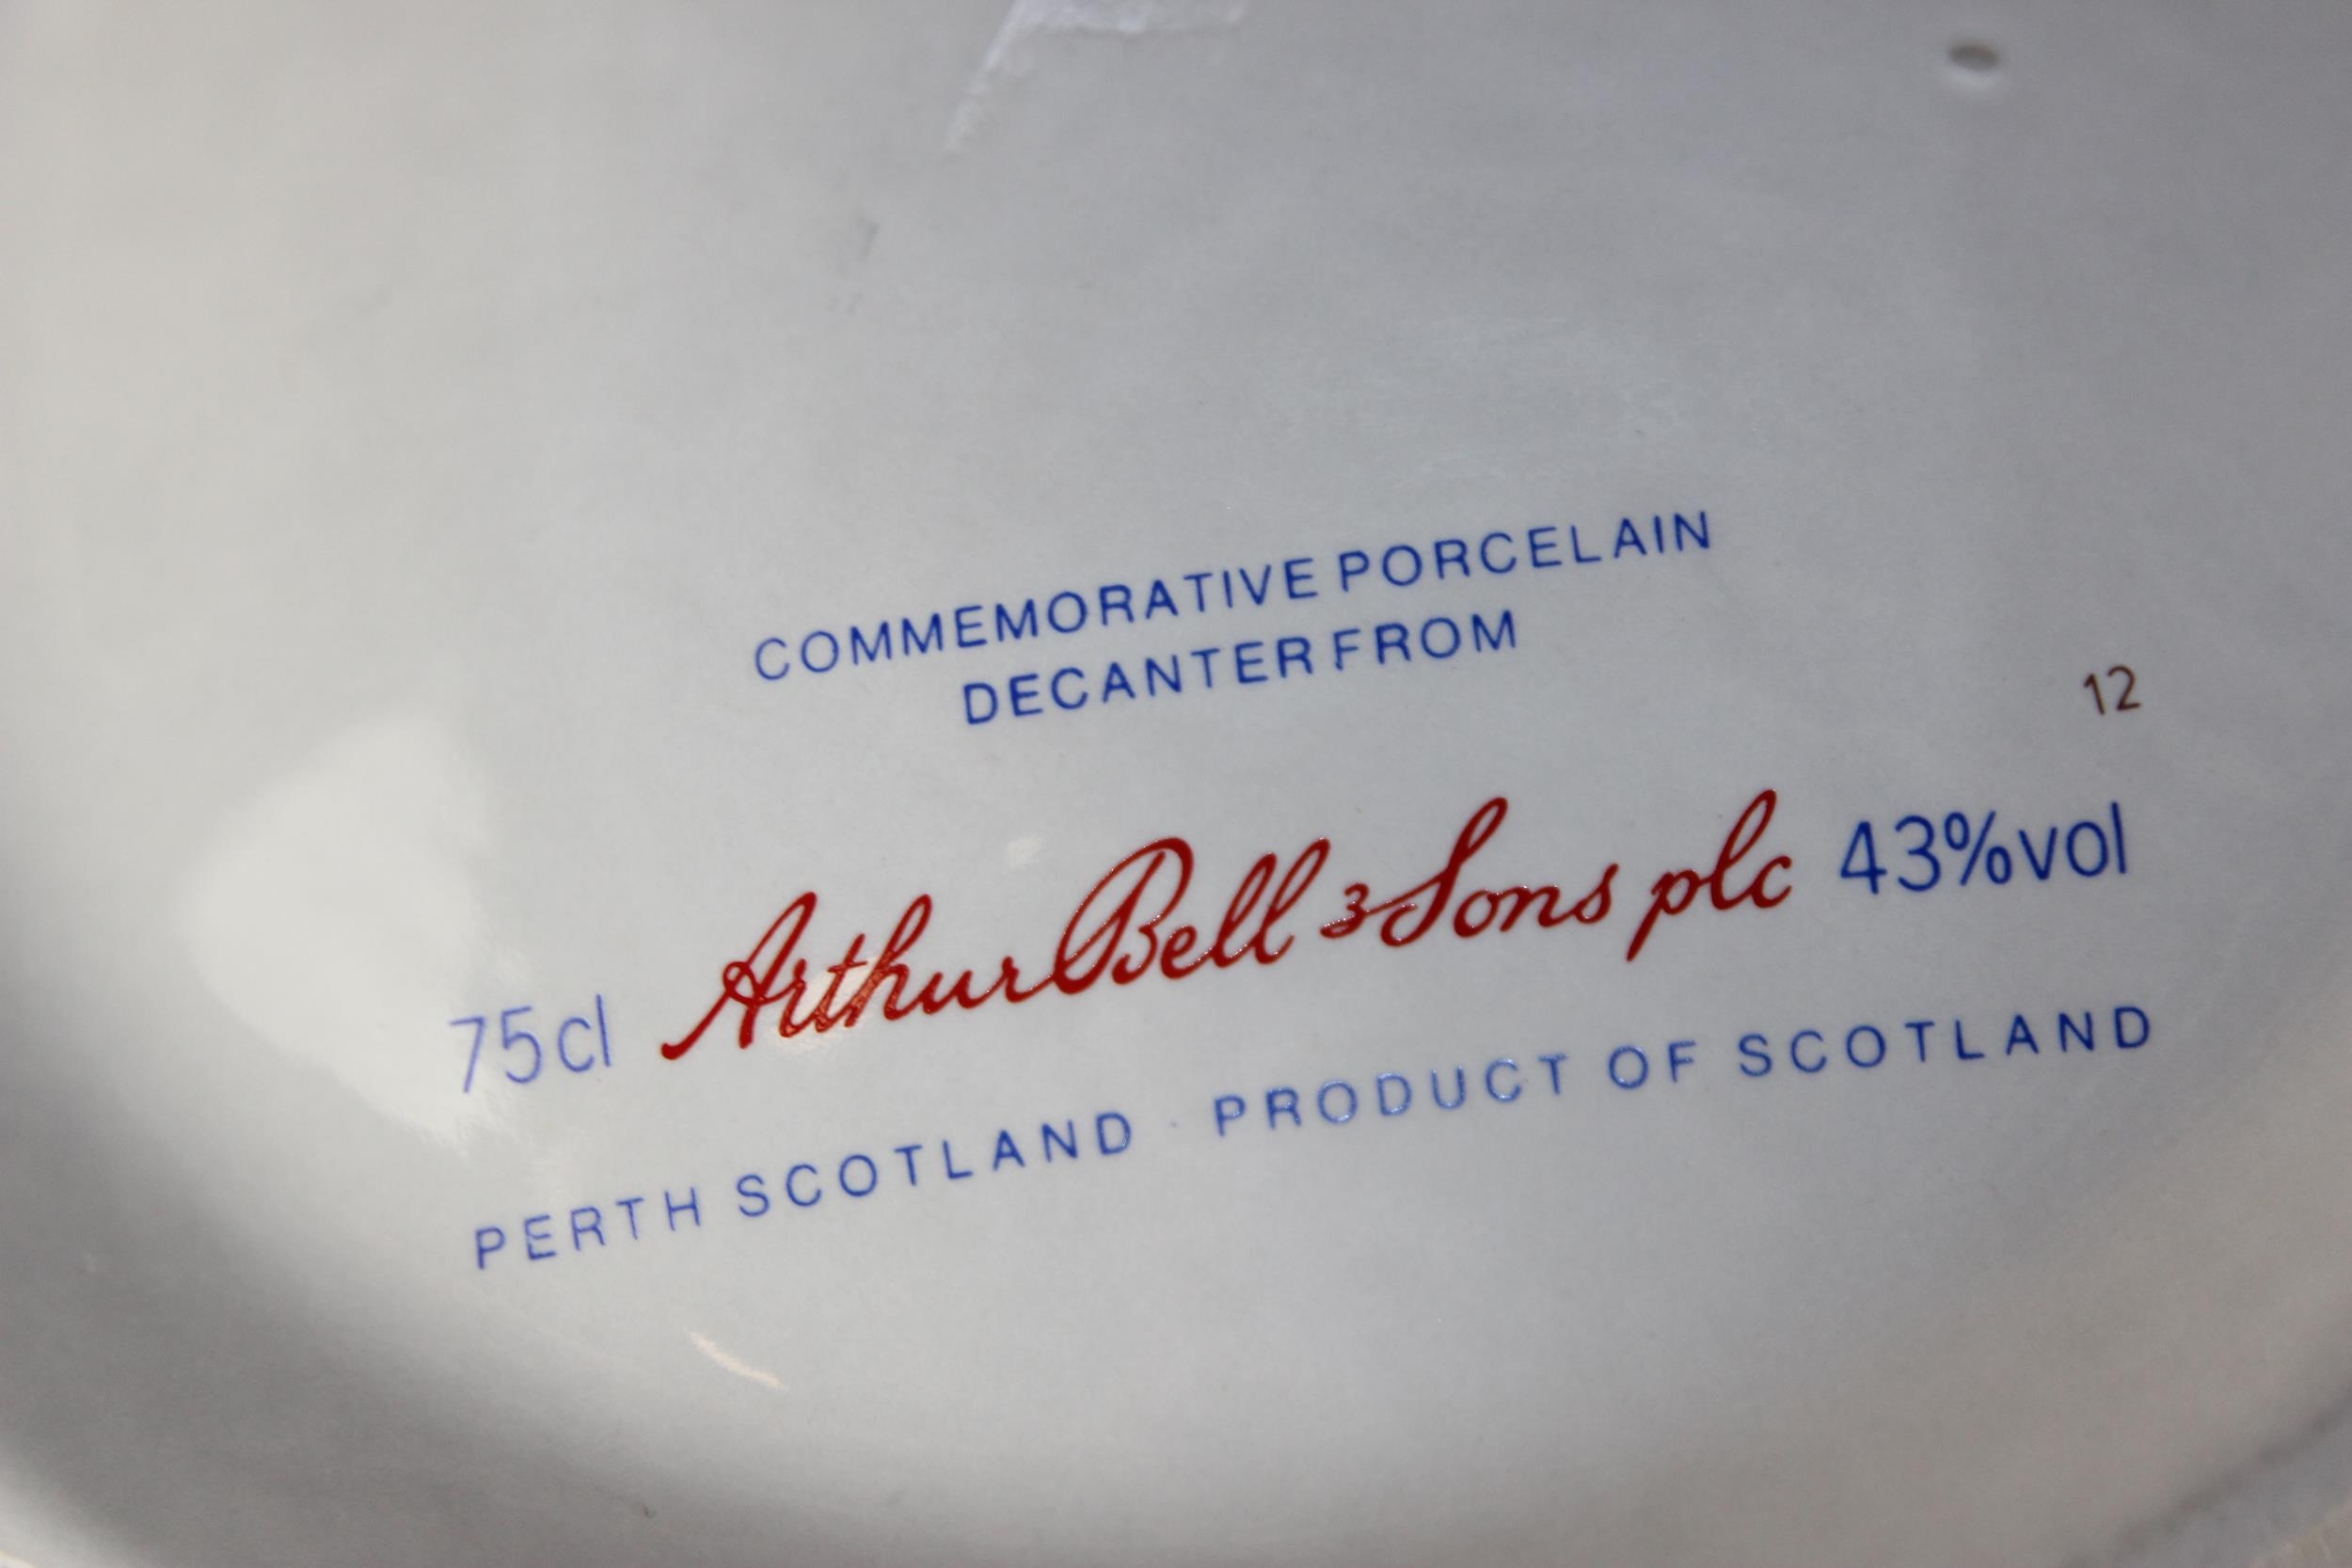 COMMEMORATIVE PORCELAIN
DECANTER FROM
12
75cl Arthur Bell & Sons plc 43%vol
PERTH SCOTLAND · PRODUCT OF SCOTLAND